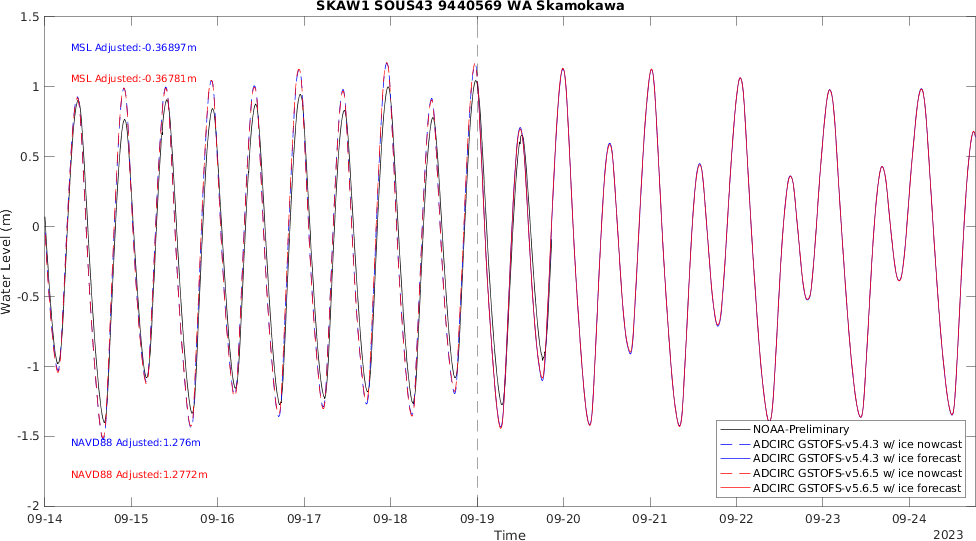 SKAW1 SOUS43 9440569 WA Skamokawa
1.5
1
0.5
0
-0.5
-1
-1.5
-2
Water Level (m)
MSL Adjusted:-0.36897m
MSL Adjusted:-0.36781m
NAVD88 Adjusted:1.276m
NAVD88 Adjusted:1.2772m
NOAA-Preliminary
ADCIRC GSTOFS-v5.4.3 w/ ice nowcast
ADCIRC GSTOFS-v5.4.3 w/ ice forecast
ADCIRC GSTOFS-v5.6.5 w/ ice nowcast
ADCIRC GSTOFS-v5.6.5 w/ ice forecast
09-14 09-15 09-16 09-17 09-18 09-19 09-20 09-21 09-22 09-23 09-24
Time
2023